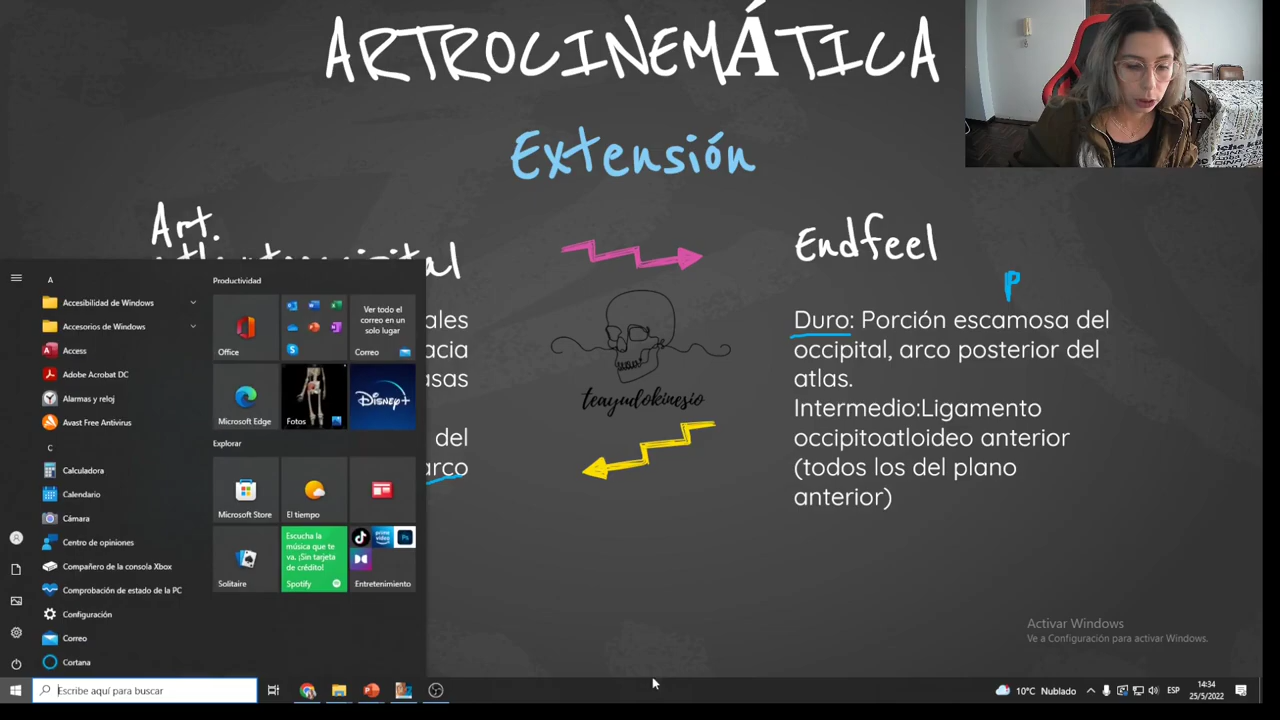 ARTROCINEMÁTICA
Extensión
Art.
Endfeel
P
Duro: Porción escamosa del
occipital, arco posterior del
atlas.
Intermedio:Ligamento
occipitoatloideo anterior
(todos los del plano
anterior)
teayudokinesio
del
arco
A
Accesibilidad de Windows
Accesorios de Windows
Access
Adobe Acrobat DC
Alarmas y reloj
Avast Free Antivirus
C
Calculadora
Calendario
Cámara
Centro de opiniones
Compañero de la consola Xbox
Comprobación de estado de la PC
Configuración
Correo
Cortana
Productividad
Office
Ver todo el
correo en un
solo lugar
Correo
Microsoft Edge
Fotos
Disney+
Explorar
Microsoft Store
El tiempo
Solitaire
Escucha la
música que te
va. ¡Sin tarjeta
de crédito!
Spotify
prime video
Ps
Entretenimiento
Activar Windows
Ve a Configuración para activar Windows.
Escribe aquí para buscar
10°C Nublado
ESP
14:34
25/5/2022